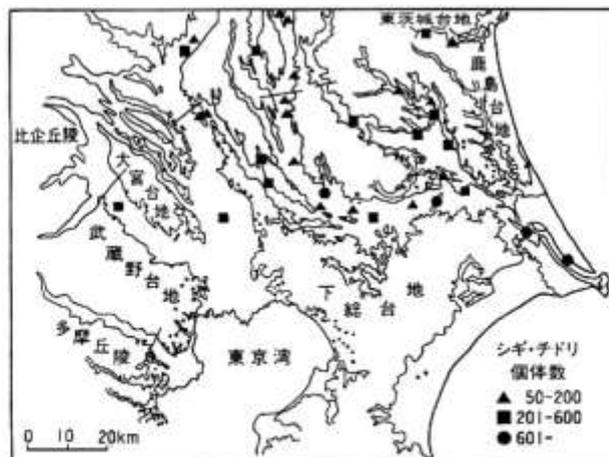 東茨城台地
鹿島台地
比企丘陵
大宮台地
武蔵野台地
下総台地
多摩丘陵
東京湾
シギ・チドリ
個体数
▲ 50-200
■ 201-600
● 601-
0 10 20km